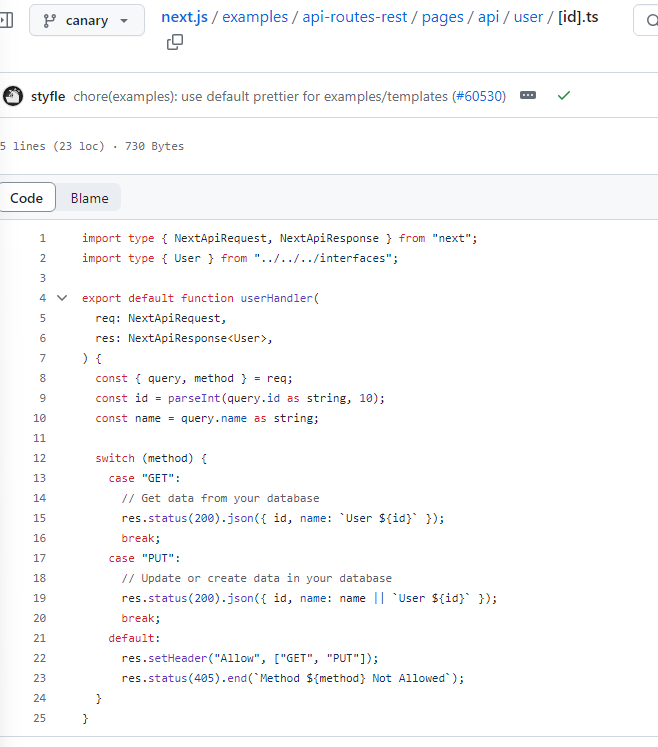 canary
next.js / examples / api-routes-rest / pages / api / user / [id].ts
styfle chore(examples): use default prettier for examples/templates (#60530)
5 lines (23 loc) · 730 Bytes
Code Blame
1 import type { NextApiRequest, NextApiResponse } from "next";
2 import type { User } from "../../../interfaces";
3
4 export default function userHandler(
5   req: NextApiRequest,
6   res: NextApiResponse<User>,
7 ) {
8   const { query, method } = req;
9   const id = parseInt(query.id as string, 10);
10   const name = query.name as string;
11
12   switch (method) {
13     case "GET":
14       // Get data from your database
15       res.status(200).json({ id, name: `User ${id}` });
16       break;
17     case "PUT":
18       // Update or create data in your database
19       res.status(200).json({ id, name: name || `User ${id}` });
20       break;
21     default:
22       res.setHeader("Allow", ["GET", "PUT"]);
23       res.status(405).end(`Method ${method} Not Allowed`);
24   }
25 }